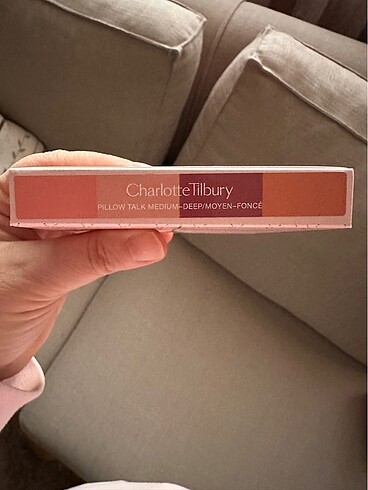 CharlotteTilbury
PILLOW TALK MEDIUM-DEEP/MOYEN-FONCÉ